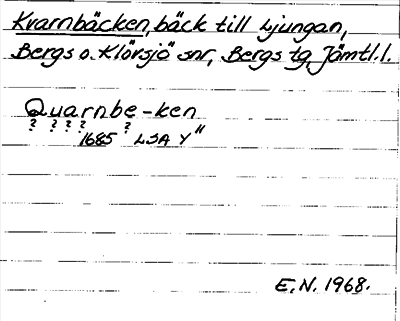 Kvarnbäcken, bäck till Ljungan,
Bergs o. Klövsjö snr, Bergs tg, Jämtl. l.
Quarnbe-ken
? ? ? ? ?
1685 LSA Y"
E.N. 1968.